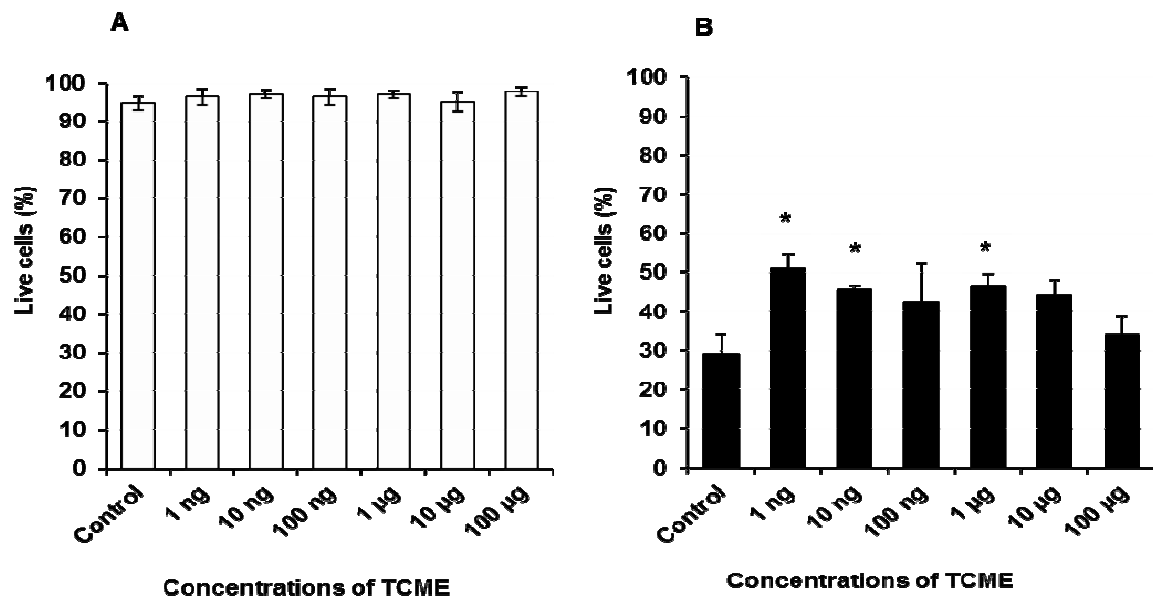 A
100
90
80
70
60
50
40
30
20
10
0
Live cells (%)
Control
1 ng
10 ng
100 ng
1 µg
10 µg
100 µg
Concentrations of TCME
B
100
90
80
70
60
50
40
30
20
10
0
Live cells (%)
*
*
*
Control
1 ng
10 ng
100 ng
1 µg
10 µg
100 µg
Concentrations of TCME